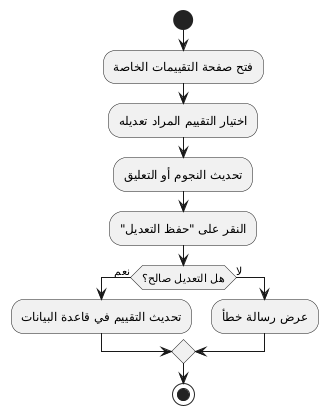 فتح صفحة التقييمات الخاصة
اختيار التقييم المراد تعديله
تحديث النجوم أو التعليق
النقر على "حفظ التعديل"
هل التعديل صالح؟
نعم
لا
تحديث التقييم في قاعدة البيانات
عرض رسالة خطأ